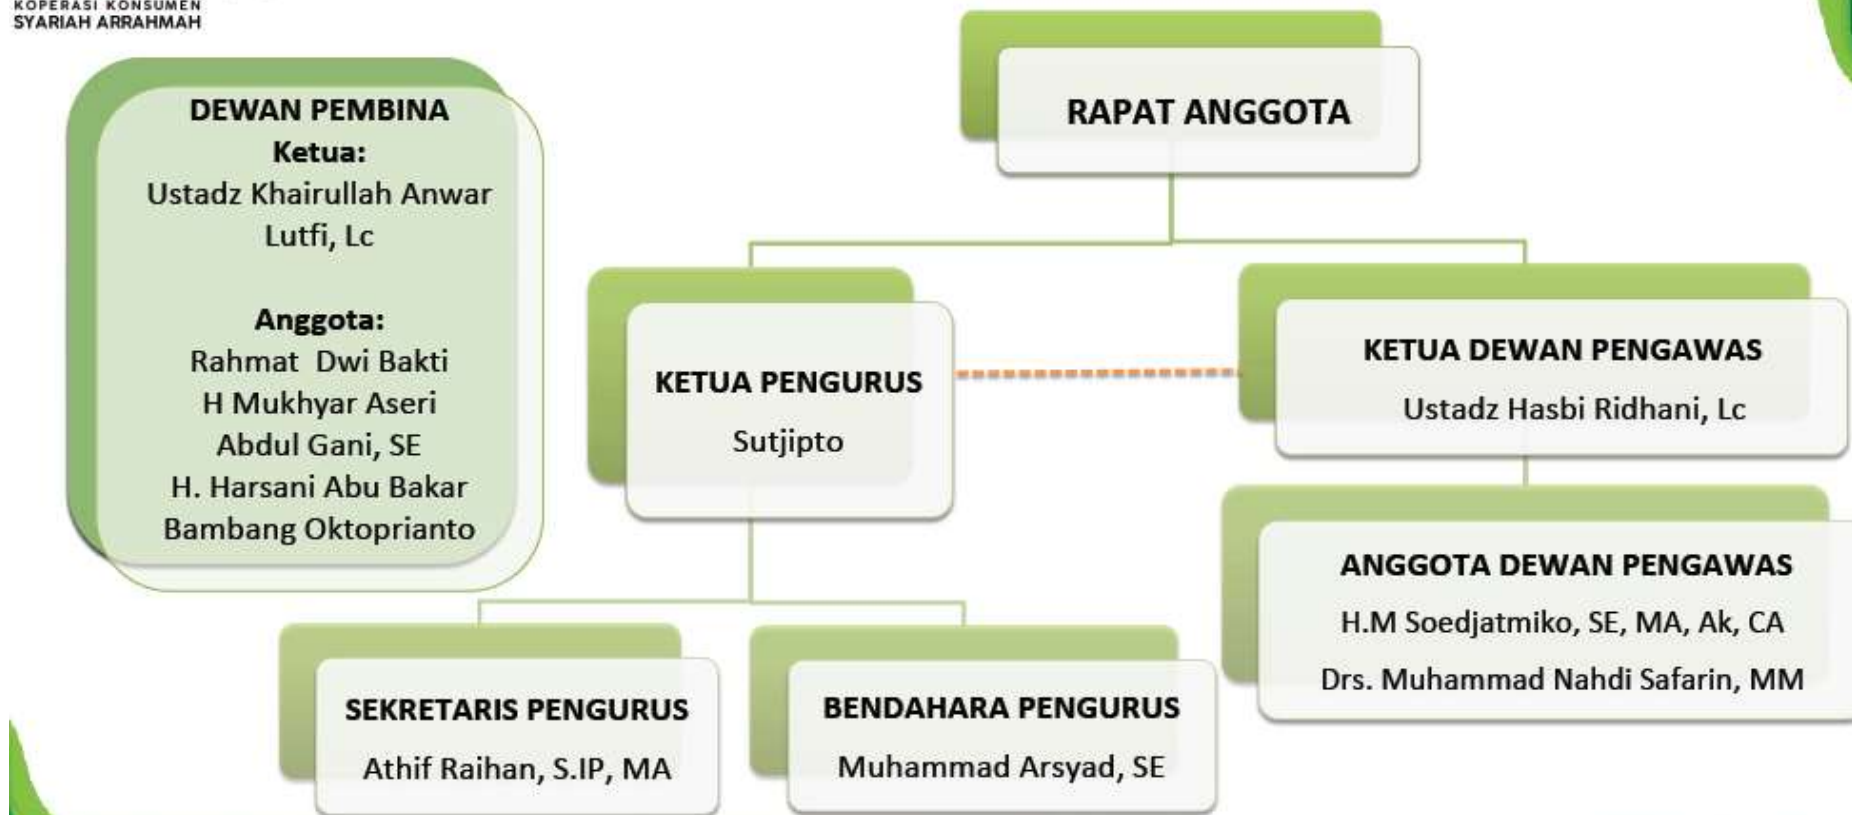 KOPERASI KONSUMEN
SYARIAH ARRAHMAH
DEWAN PEMBINA
Ketua:
Ustadz Khairullah Anwar
Lutfi, Lc
Anggota:
Rahmat Dwi Bakti
H Mukhyar Aseri
Abdul Gani, SE
H. Harsani Abu Bakar
Bambang Oktoprianto
RAPAT ANGGOTA
KETUA PENGURUS
Sutjipto
KETUA DEWAN PENGAWAS
Ustadz Hasbi Ridhani, Lc
ANGGOTA DEWAN PENGAWAS
H.M Soedjatmiko, SE, MA, Ak, CA
Drs. Muhammad Nahdi Safarin, MM
SEKRETARIS PENGURUS
Athif Raihan, S.IP, MA
BENDAHARA PENGURUS
Muhammad Arsyad, SE